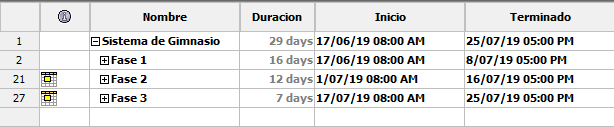 Nombre Duracion Inicio Terminado
1 Sistema de Gimnasio 29 days 17/06/19 08:00 AM 25/07/19 05:00 PM
2 Fase 1 16 days 17/06/19 08:00 AM 8/07/19 05:00 PM
21 Fase 2 12 days 1/07/19 08:00 AM 16/07/19 05:00 PM
27 Fase 3 7 days 17/07/19 08:00 AM 25/07/19 05:00 PM